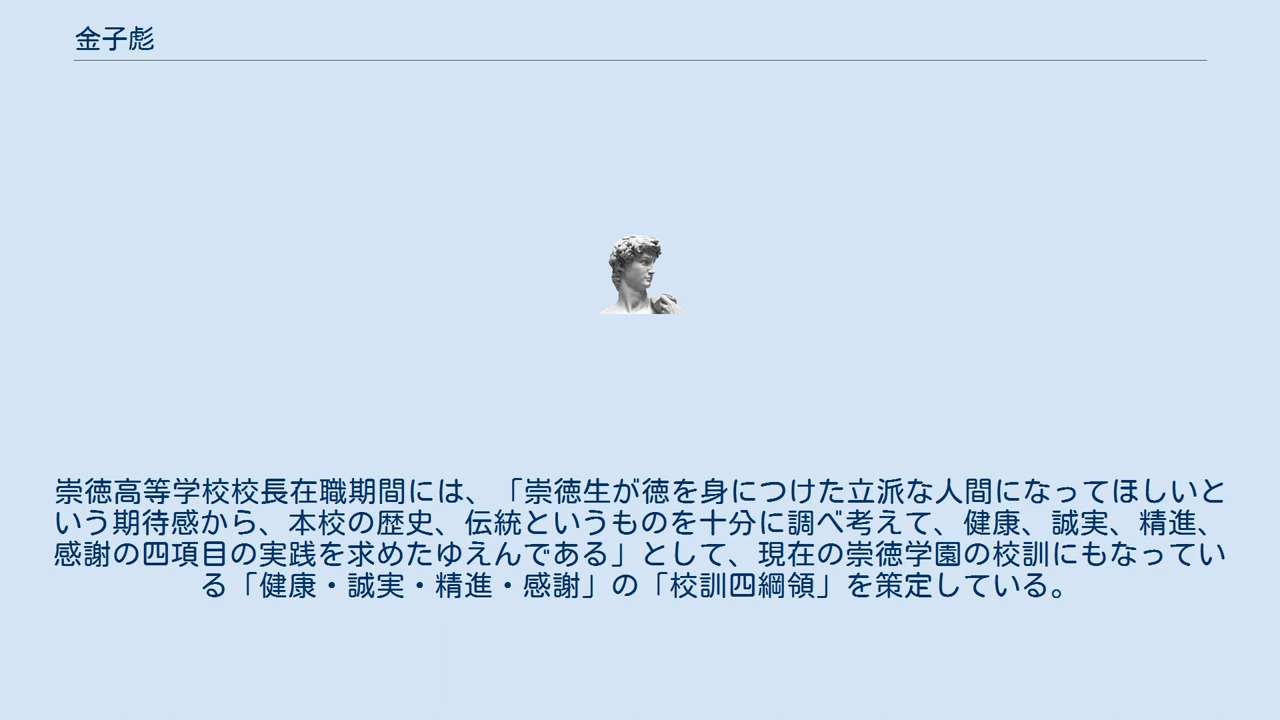 金子彪
崇徳高等学校校長在職期間には、「崇徳生が徳を身につけた立派な人間になってほしいと
いう期待感から、本校の歴史、伝統というものを十分に調べ考えて、健康、誠実、精進、
感謝の四項目の実践を求めたゆえんである」として、現在の崇徳学園の校訓にもなってい
る「健康・誠実・精進・感謝」の「校訓四綱領」を策定している。